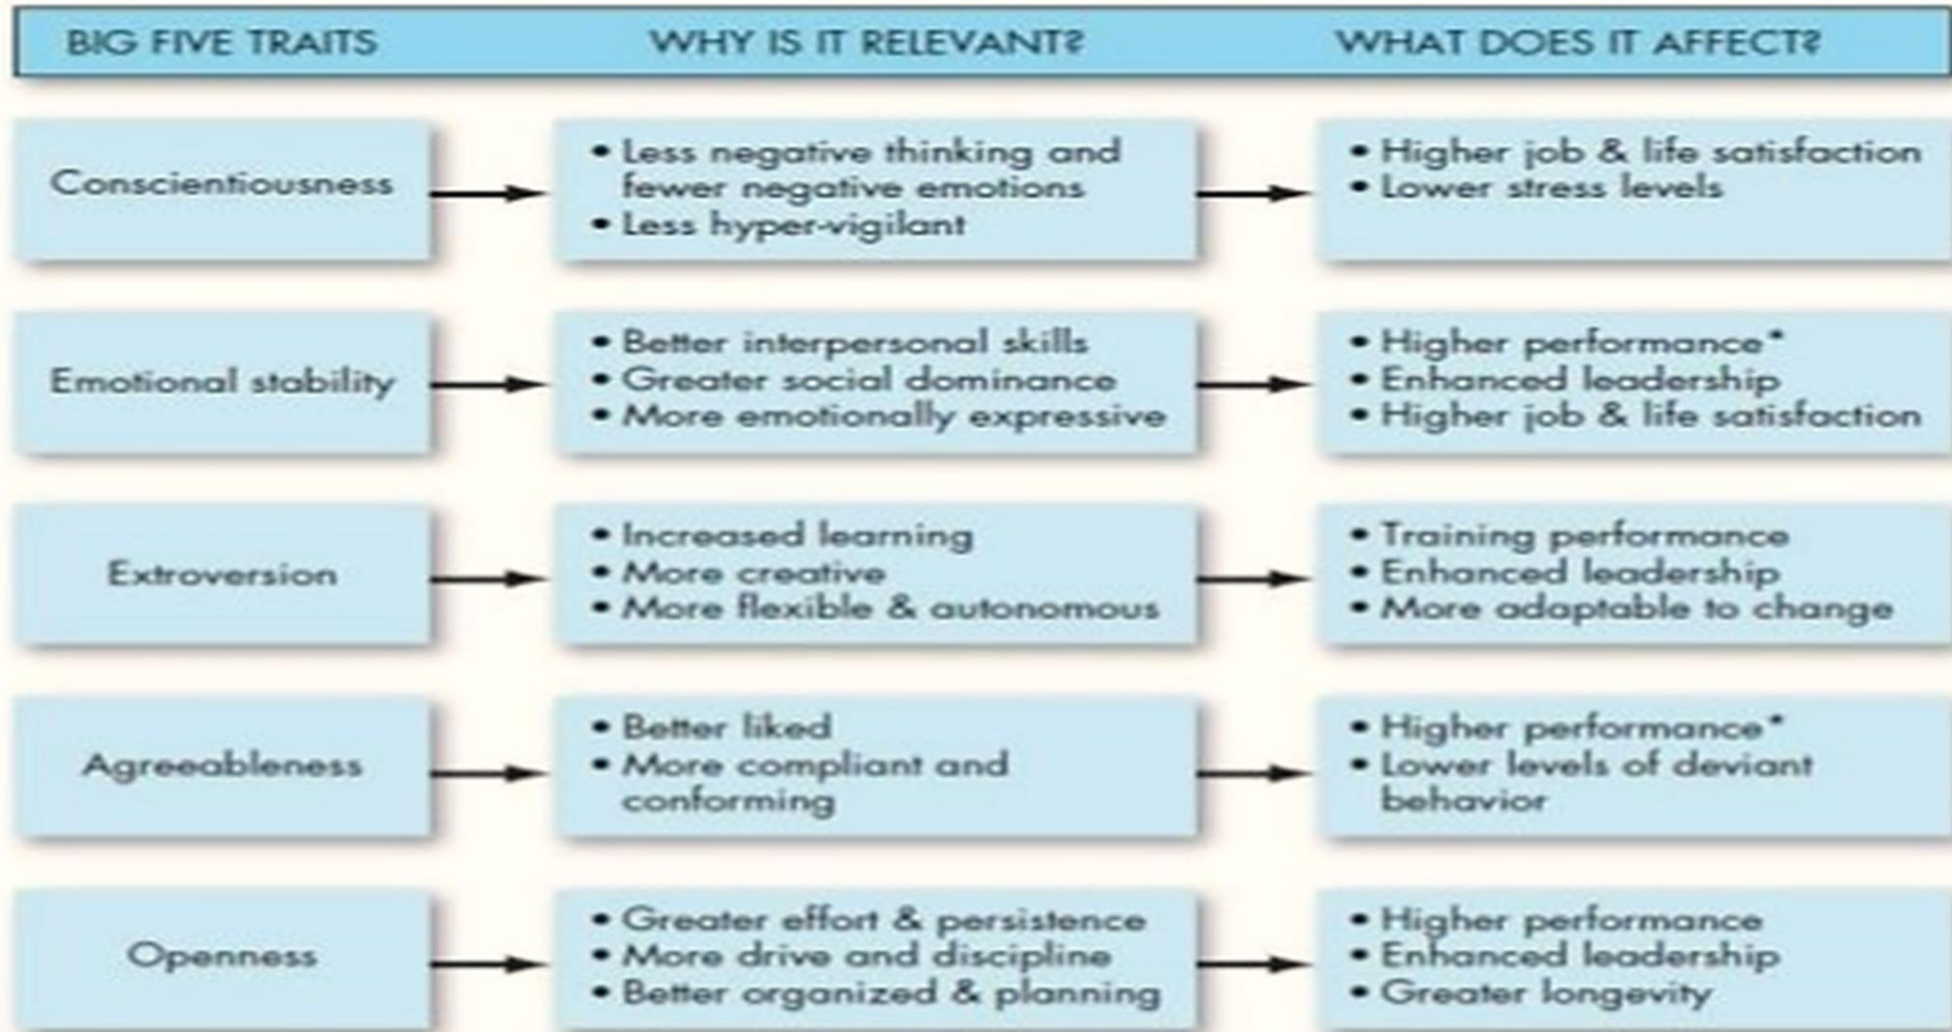 BIG FIVE TRAITS WHY IS IT RELEVANT? WHAT DOES IT AFFECT?
Conscientiousness
• Less negative thinking and
fewer negative emotions
• Less hyper-vigilant
• Higher job & life satisfaction
• Lower stress levels
Emotional stability
• Better interpersonal skills
• Greater social dominance
• More emotionally expressive
• Higher performance*
• Enhanced leadership
• Higher job & life satisfaction
Extroversion
• Increased learning
• More creative
• More flexible & autonomous
• Training performance
• Enhanced leadership
• More adaptable to change
Agreeableness
• Better liked
• More compliant and
conforming
• Higher performance*
• Lower levels of deviant
behavior
Openness
• Greater effort & persistence
• More drive and discipline
• Better organized & planning
• Higher performance
• Enhanced leadership
• Greater longevity